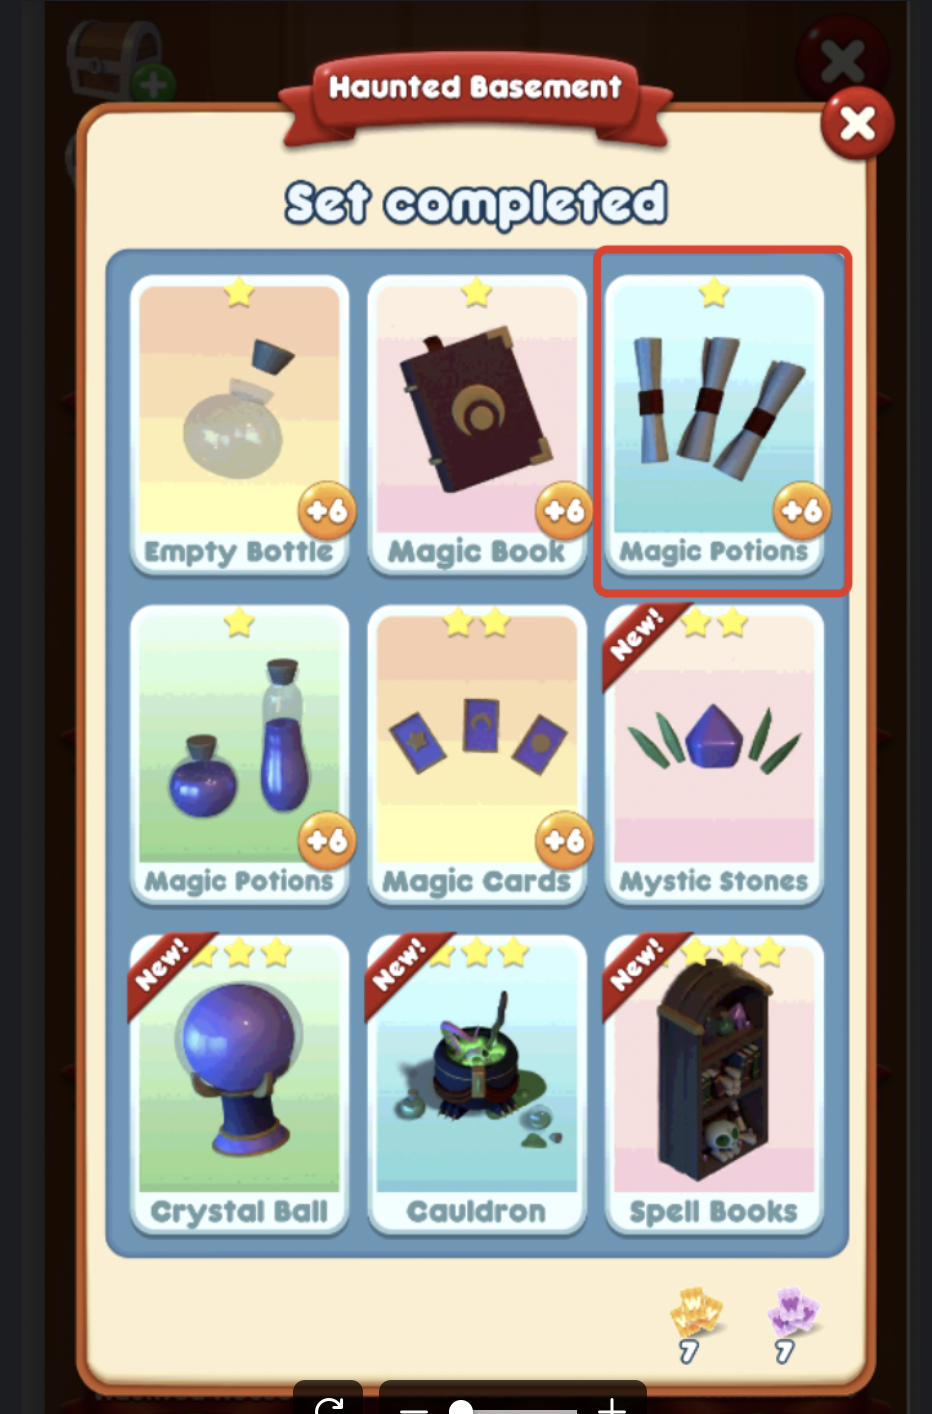 Haunted Basement
Set completed
+6
Empty Bottle
+6
Magic Book
+6
Magic Potions
+6
Magic Potions
+6
Magic Cards
New!
Mystic Stones
New!
Crystal Ball
New!
Cauldron
New!
Spell Books
7
7